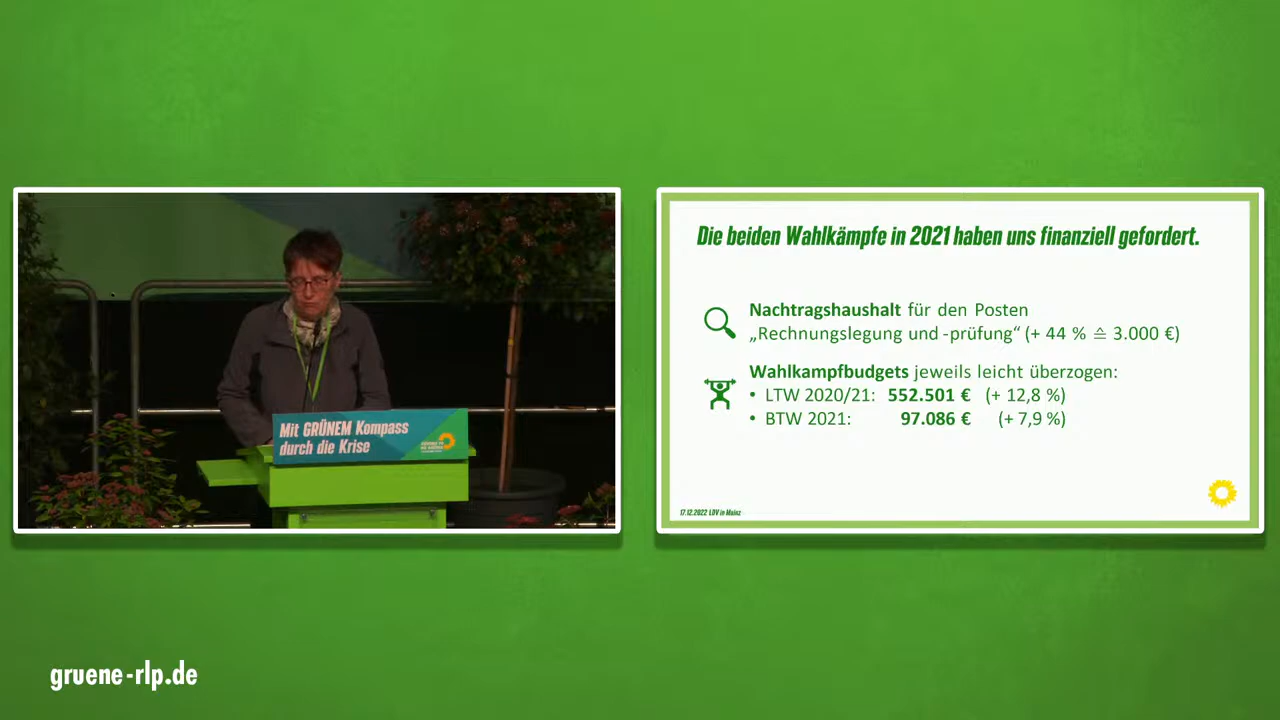 Mit GRÜNEM Kompass
durch die Krise
Die beiden Wahlkämpfe in 2021 haben uns finanziell gefordert.
Nachtragshaushalt für den Posten
„Rechnungslegung und -prüfung“ (+ 44 % ≙ 3.000 €)
Wahlkampfbudgets jeweils leicht überzogen:
• LTW 2020/21: 552.501 € (+ 12,8 %)
• BTW 2021: 97.086 € (+ 7,9 %)
17.12.2022 LDV in Mainz
gruene-rlp.de